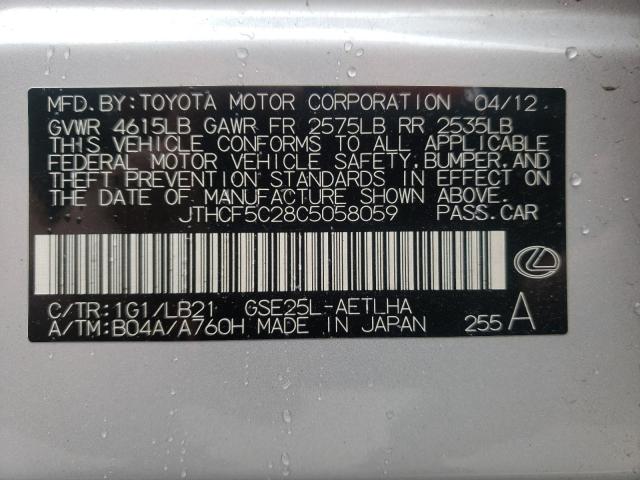 MFD. BY: TOYOTA MOTOR CORPORATION 04/12
GVWR 4615LB GAWR FR 2575LB RR 2535LB
THIS VEHICLE CONFORMS TO ALL APPLICABLE
FEDERAL MOTOR VEHICLE SAFETY, BUMPER, AND
THEFT PREVENTION STANDARDS IN EFFECT ON
THE DATE OF MANUFACTURE SHOWN ABOVE.
JTHCF5C28C5058059 PASS. CAR
C/TR: 1G1/LB21 GSE25L-AETLHA
A/TM: B04A/A760H MADE IN JAPAN 255 A